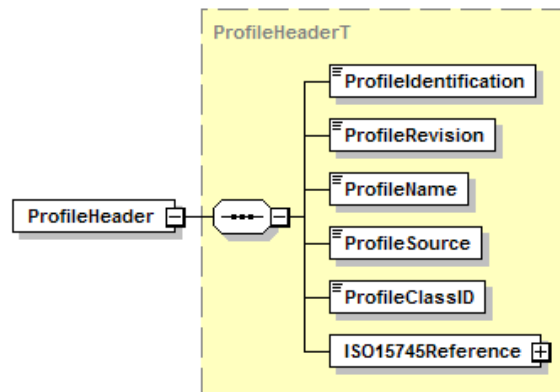 ProfileHeaderT
ProfileIdentification
ProfileRevision
ProfileName
ProfileHeader
ProfileSource
ProfileClassID
ISO15745Reference